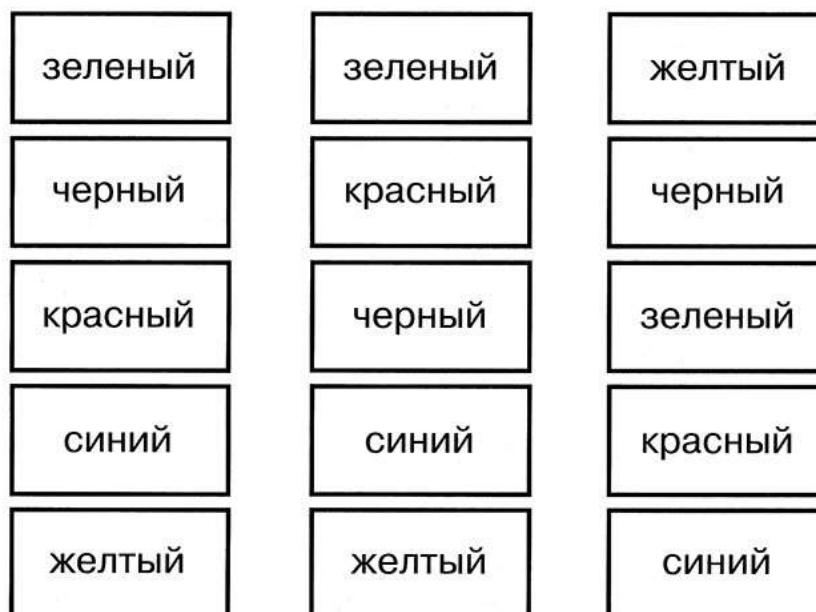 зеленый зеленый желтый
черный красный черный
красный черный зеленый
синий синий красный
желтый желтый синий